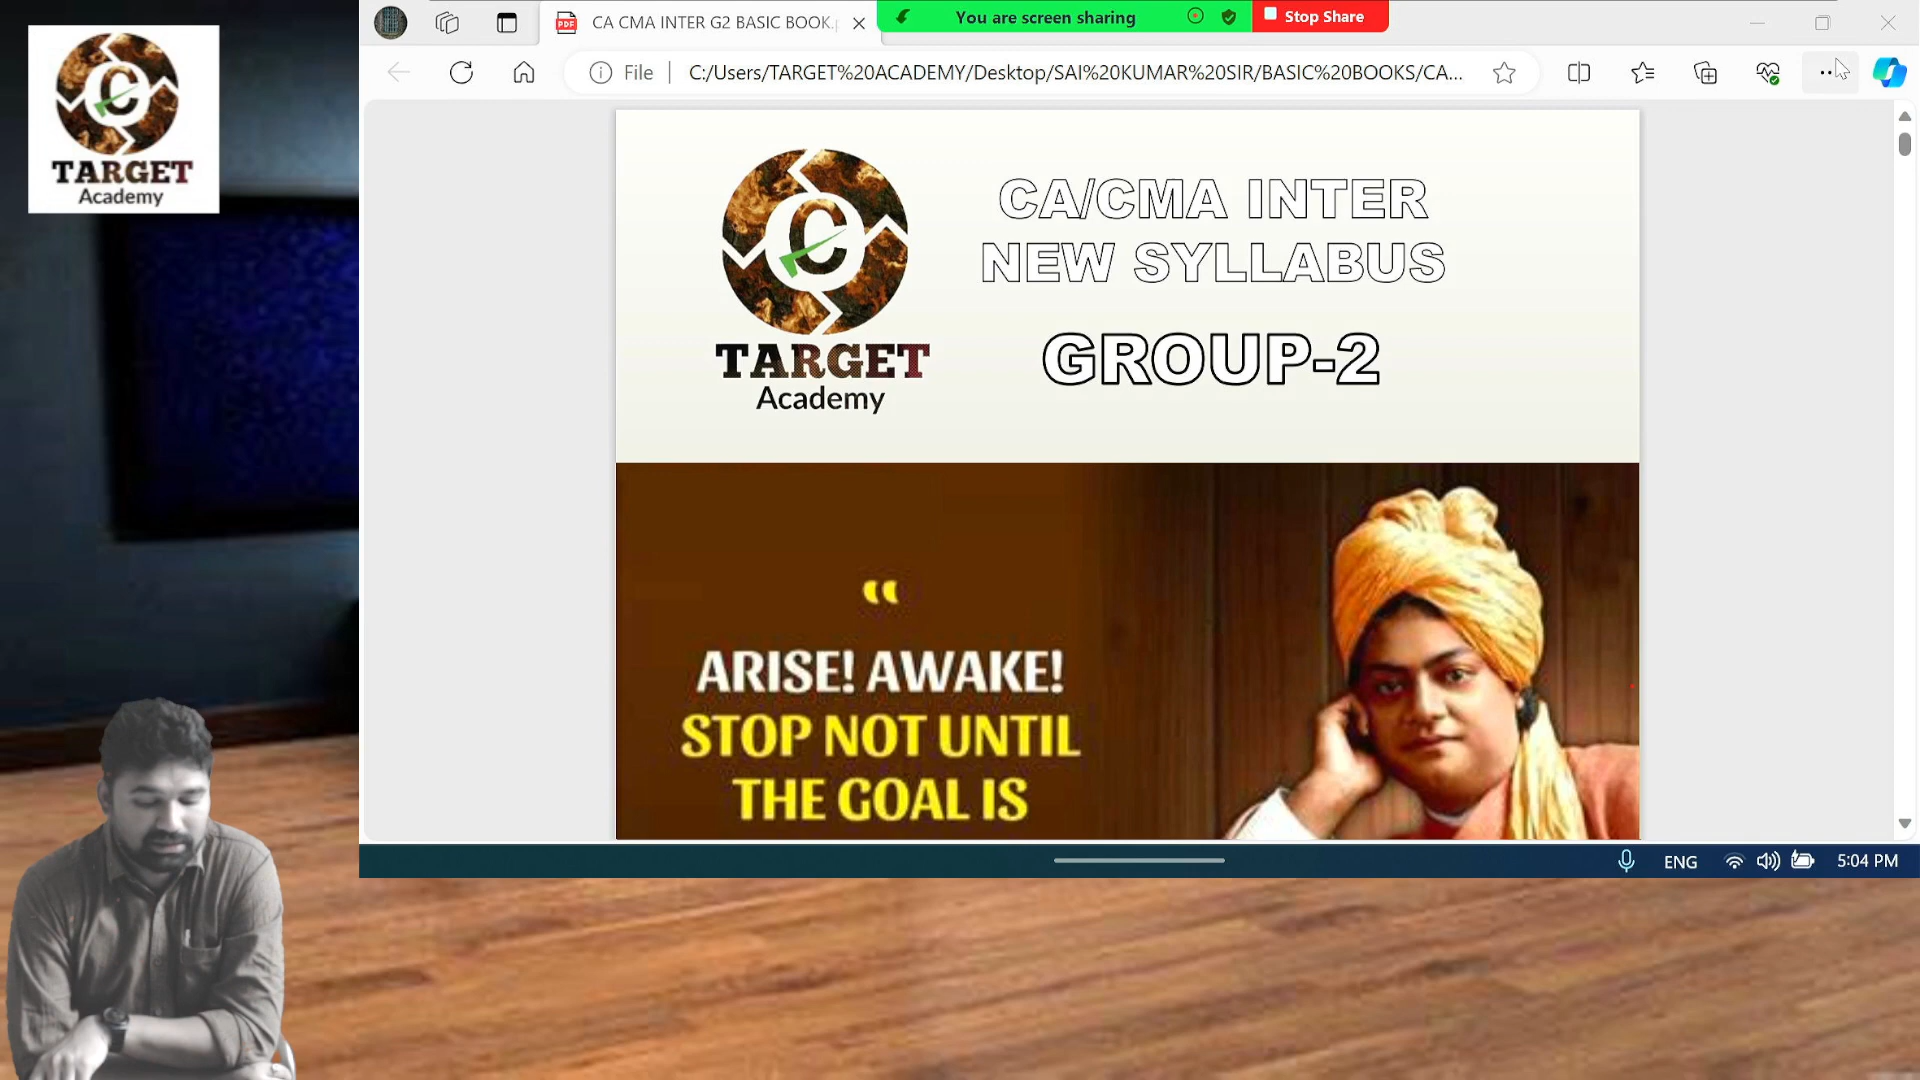 C
TARGET
Academy
CA CMA INTER G2 BASIC BOOK.p
You are screen sharing
Stop Share
File
C:/Users/TARGET%20ACADEMY/Desktop/SAI%20KUMAR%20SIR/BASIC%20BOOKS/CA...
C
TARGET
Academy
CA/CMA INTER
NEW SYLLABUS
GROUP-2
“
ARISE! AWAKE!
STOP NOT UNTIL
THE GOAL IS
ENG
5:04 PM